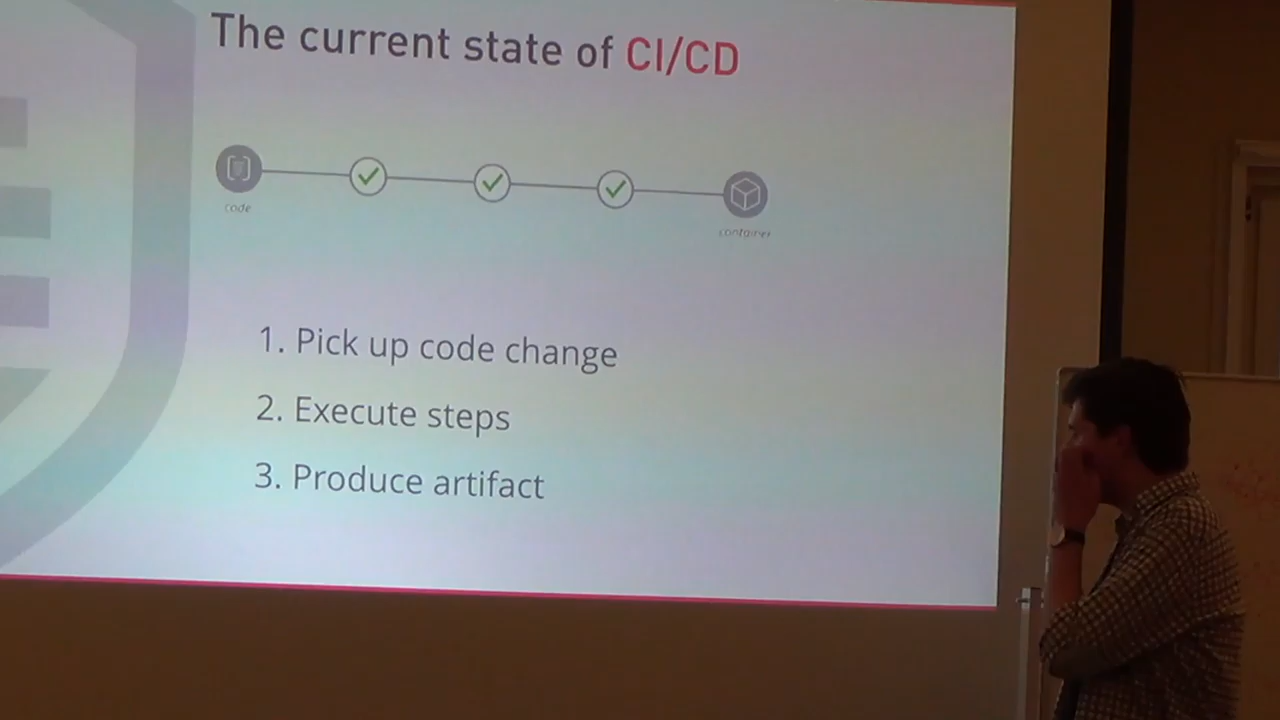 The current state of CI/CD
code
container
1. Pick up code change
2. Execute steps
3. Produce artifact